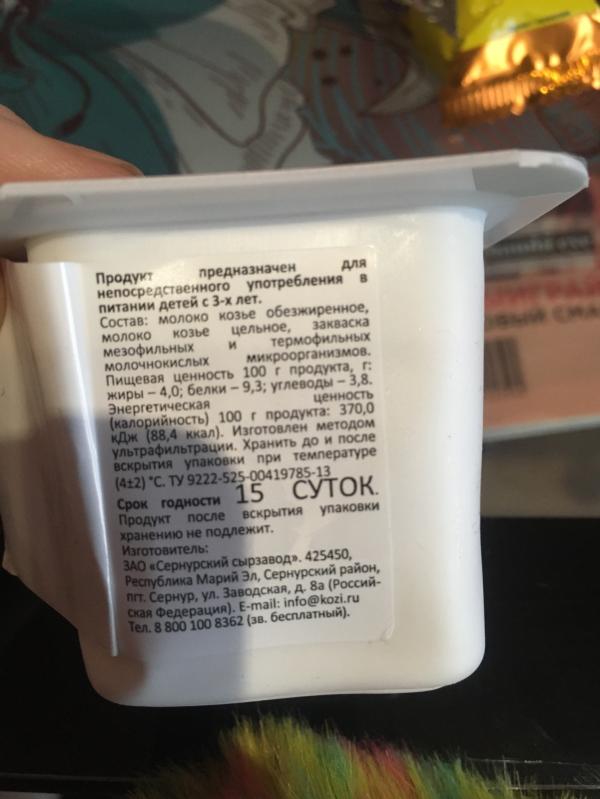 Продукт предназначен для
непосредственного употребления в
питании детей с 3-х лет.
Состав: молоко козье обезжиренное,
молоко козье цельное, закваска
мезофильных и термофильных
молочнокислых микроорганизмов.
Пищевая ценность 100 г продукта, г:
жиры – 4,0; белки – 9,3; углеводы – 3,8.
Энергетическая ценность
(калорийность) 100 г продукта: 370,0
кДж (88,4 ккал). Изготовлен методом
ультрафильтрации. Хранить до и после
вскрытия упаковки при температуре
(4±2) °С. ТУ 9222-525-00419785-13
Срок годности 15 СУТОК.
Продукт после вскрытия упаковки
хранению не подлежит.
Изготовитель:
ЗАО «Сернурский сырзавод». 425450,
Республика Марий Эл, Сернурский район,
пгт. Сернур, ул. Заводская, д. 8а (Россий-
ская Федерация). E-mail: info@kozi.ru
Тел. 8 800 100 8362 (зв. бесплатный).